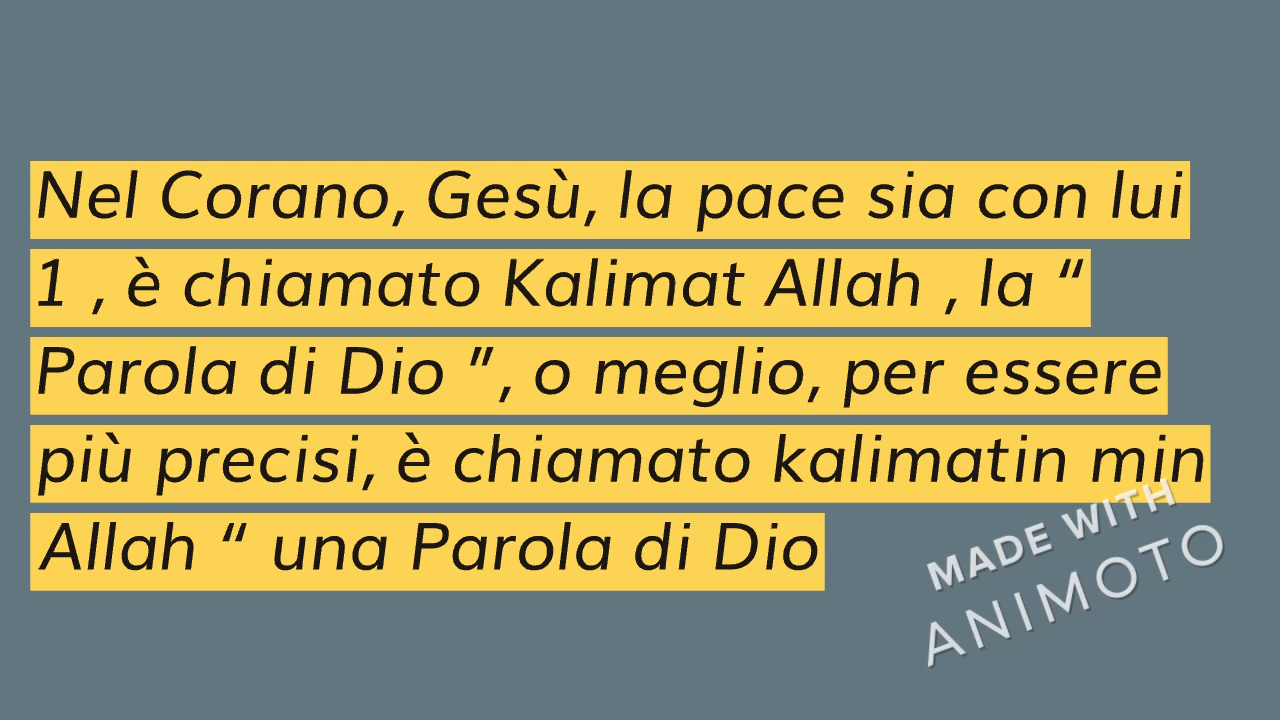 Nel Corano, Gesù, la pace sia con lui
1 , è chiamato Kalimat Allah , la “
Parola di Dio ”, o meglio, per essere
più precisi, è chiamato kalimatin min
Allah “ una Parola di Dio
MADE WITH
ANIMOTO